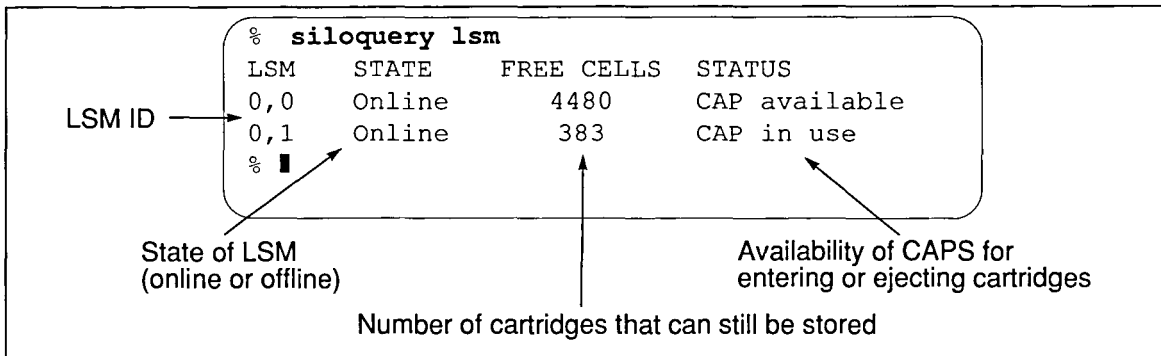 % siloquery lsm
LSM STATE FREE CELLS STATUS
0,0 Online 4480 CAP available
0,1 Online 383 CAP in use
%
LSM ID
State of LSM
(online or offline)
Availability of CAPS for
entering or ejecting cartridges
Number of cartridges that can still be stored